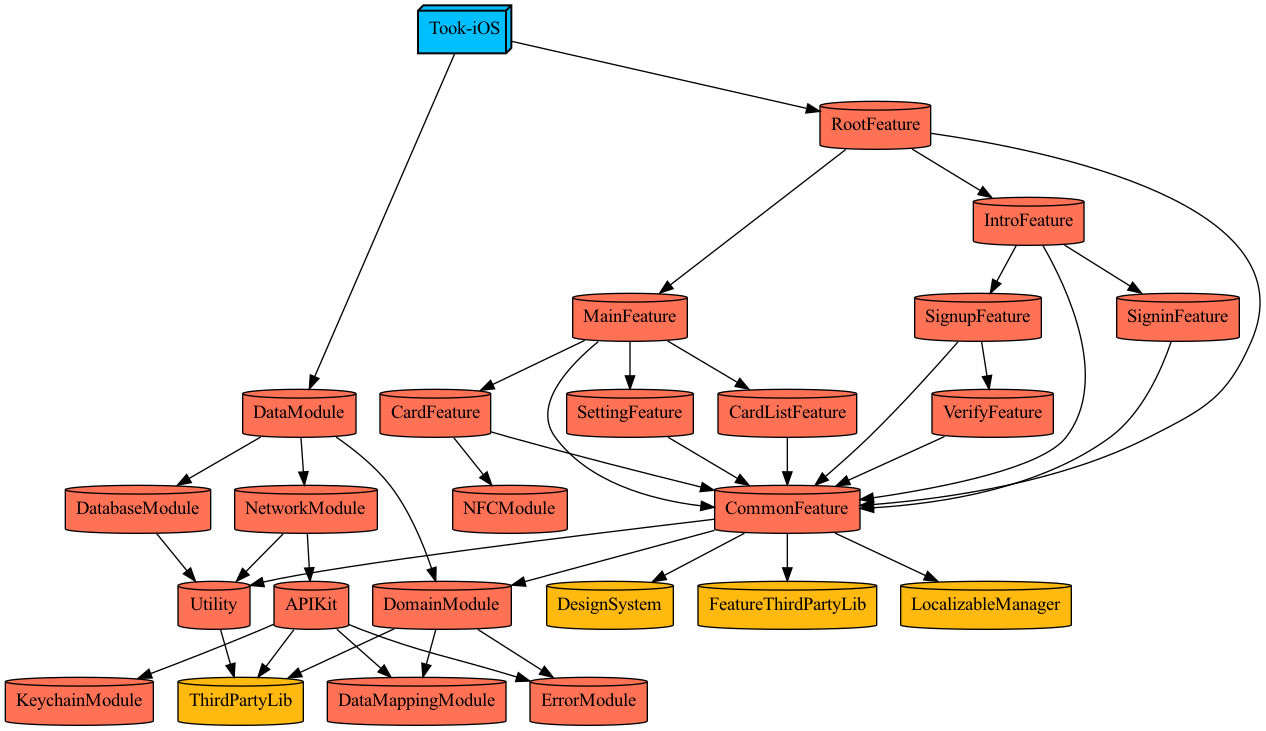 Took-iOS
RootFeature
IntroFeature
MainFeature
SignupFeature
SigninFeature
DataModule
CardFeature
SettingFeature
CardListFeature
VerifyFeature
DatabaseModule
NetworkModule
NFCModule
CommonFeature
Utility
APIKit
DomainModule
DesignSystem
FeatureThirdPartyLib
LocalizableManager
KeychainModule
ThirdPartyLib
DataMappingModule
ErrorModule